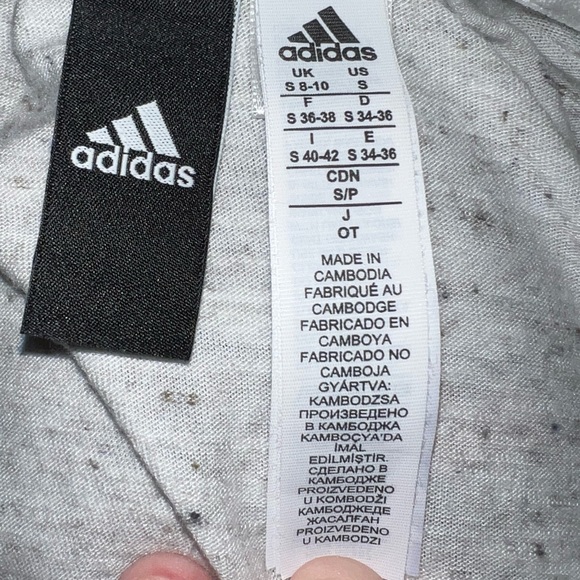 adidas
adidas
UK US
S 8-10 S
F D
S 36-38 S 34-36
I E
S 40-42 S 34-36
CDN
S/P
J
OT
MADE IN
CAMBODIA
FABRIQUÉ AU
CAMBODGE
FABRICADO EN
CAMBOYA
FABRICADO NO
CAMBOJA
GYÁRTVA:
KAMBODZSA
ПРОИЗВЕДЕНО
В КАМБОДЖА
KAMBOÇYA'DA
İMAL
EDİLMİŞTİR.
СДЕЛАНО В
КАМБОДЖЕ
PROIZVEDENO
U KOMBODŽI
КАМБОДЖЕДЕ
ЖАСАЛҒАН
PROIZVEDENO
U KAMBODZI